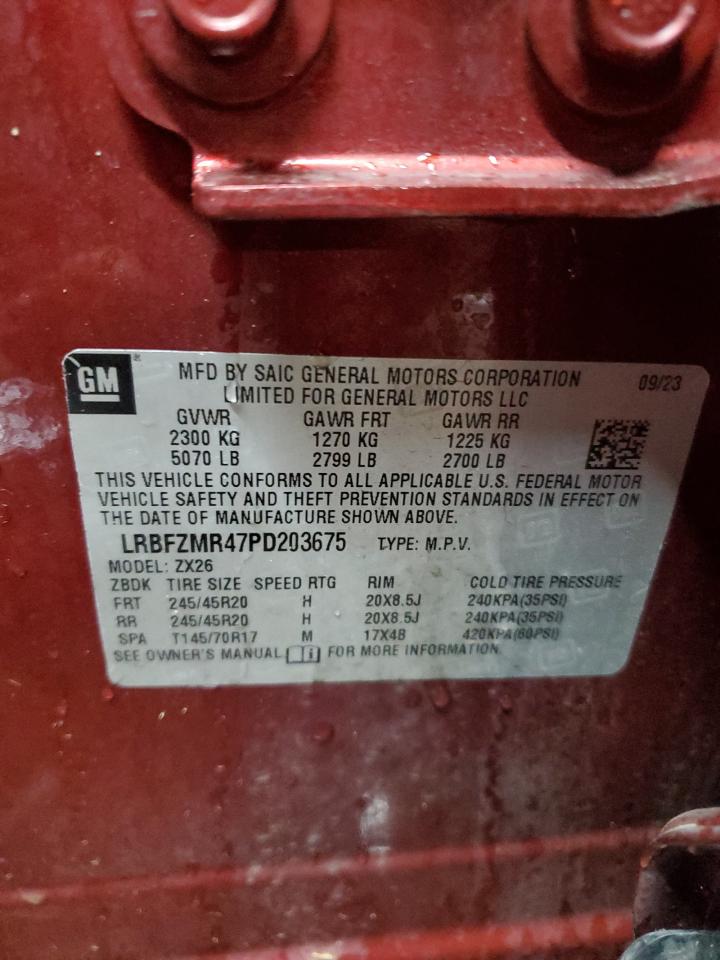 GM
MFD BY SAIC GENERAL MOTORS CORPORATION 09/23
LIMITED FOR GENERAL MOTORS LLC
GVWR GAWR FRT GAWR RR
2300 KG 1270 KG 1225 KG
5070 LB 2799 LB 2700 LB
THIS VEHICLE CONFORMS TO ALL APPLICABLE U.S. FEDERAL MOTOR
VEHICLE SAFETY AND THEFT PREVENTION STANDARDS IN EFFECT ON
THE DATE OF MANUFACTURE SHOWN ABOVE.
LRBFZMR47PD203675 TYPE: M.P.V.
MODEL: ZX26
ZBDK TIRE SIZE SPEED RTG RIM COLD TIRE PRESSURE
FRT 245/45R20 H 20X8.5J 240KPA(35PSI)
RR 245/45R20 H 20X8.5J 240KPA(35PSI)
SPA T145/70R17 M 17X4B 420KPA(60PSI)
SEE OWNER'S MANUAL i FOR MORE INFORMATION.